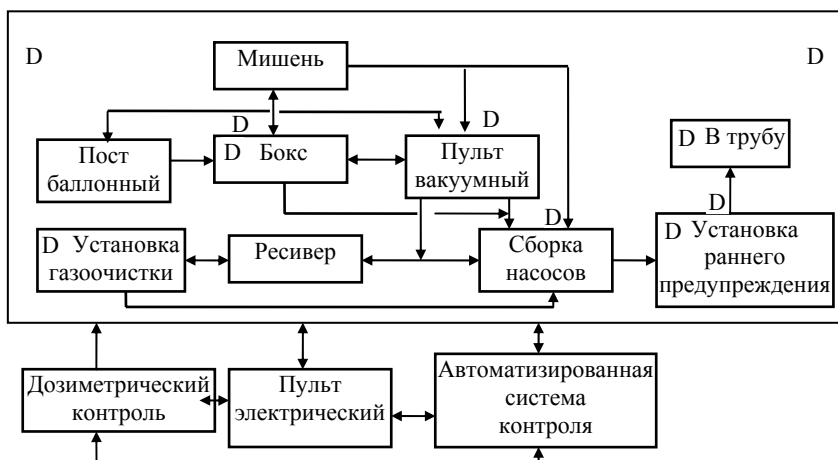 D
D
Мишень
D
D
Пост
баллонный
D Бокс
Пульт
вакуумный
D В трубу
D
D
D Установка
газоочистки
Ресивер
Сборка
насосов
D Установка
раннего
предупреждения
Дозиметрический
контроль
Пульт
электрический
Автоматизированная
система
контроля